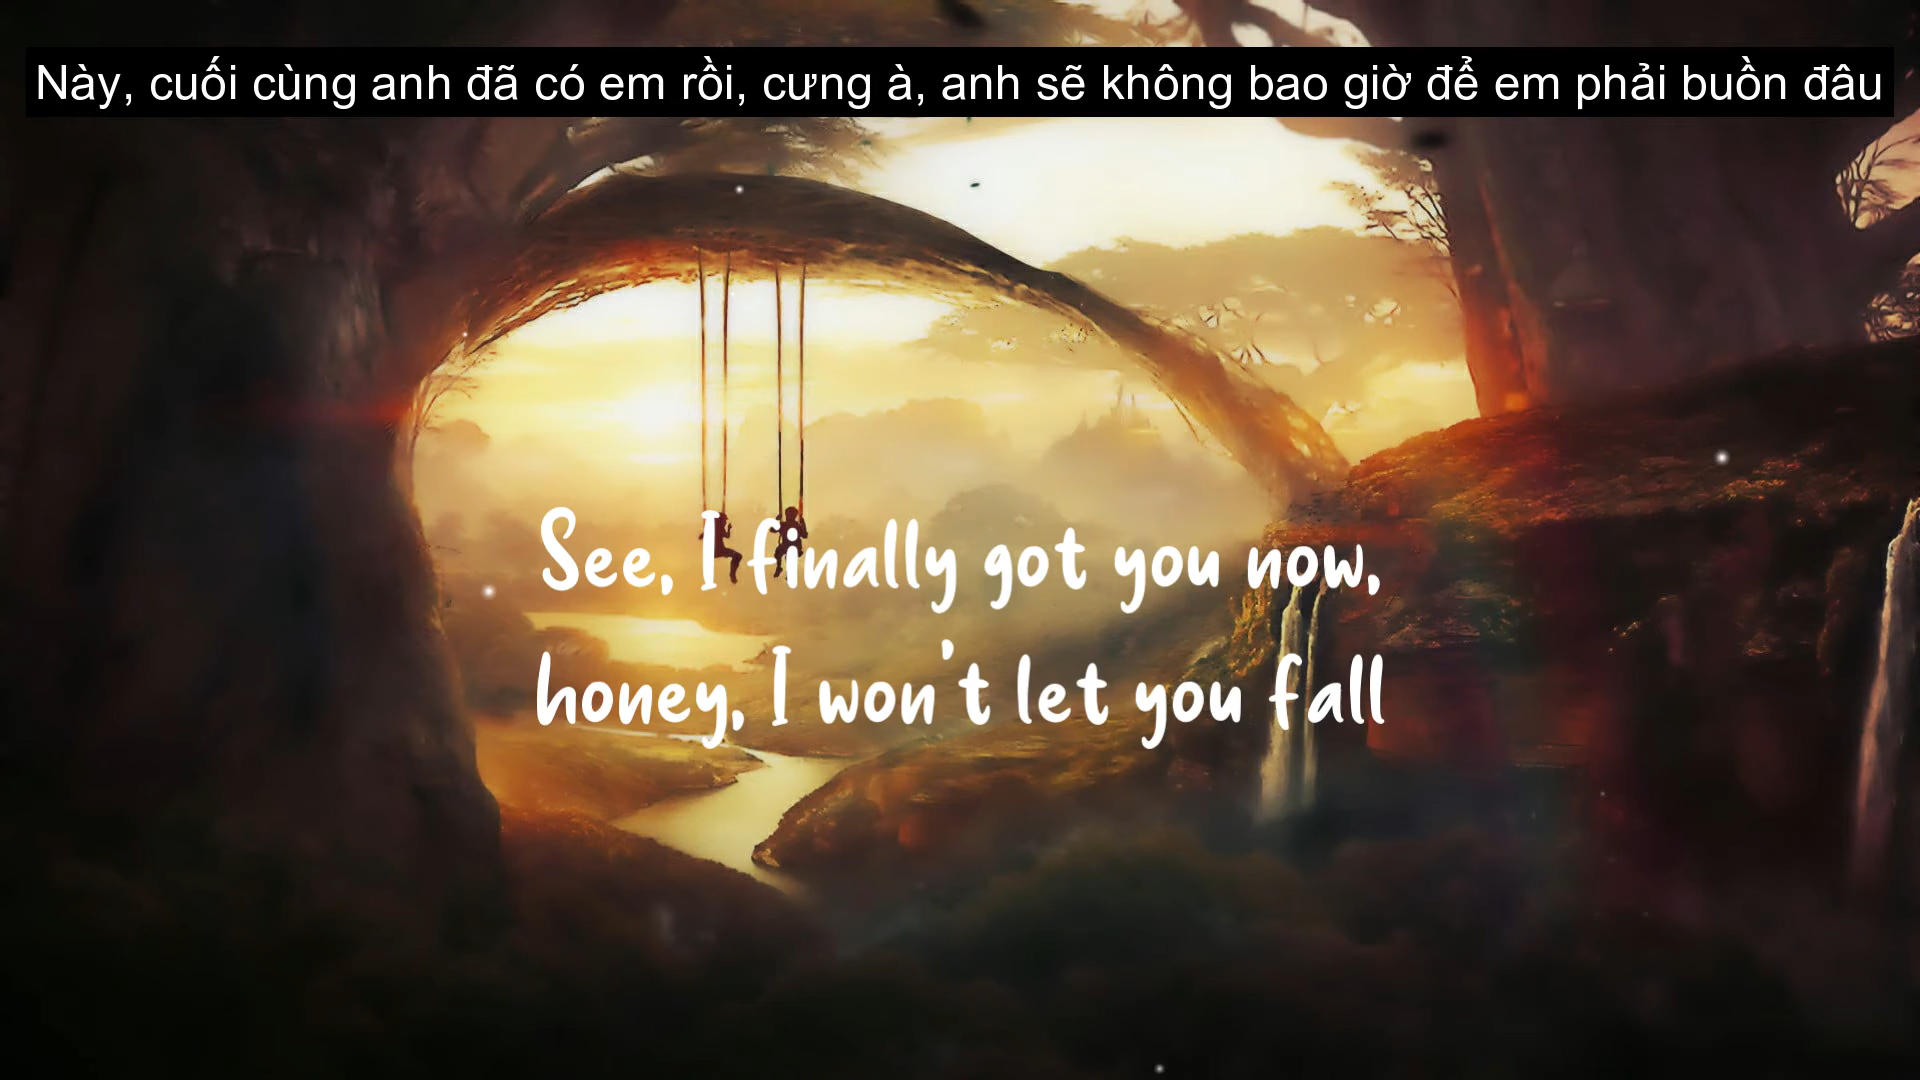 Này, cuối cùng anh đã có em rồi, cưng à, anh sẽ không bao giờ để em phải buồn đâu
See, I finally got you now,
honey, I won't let you fall